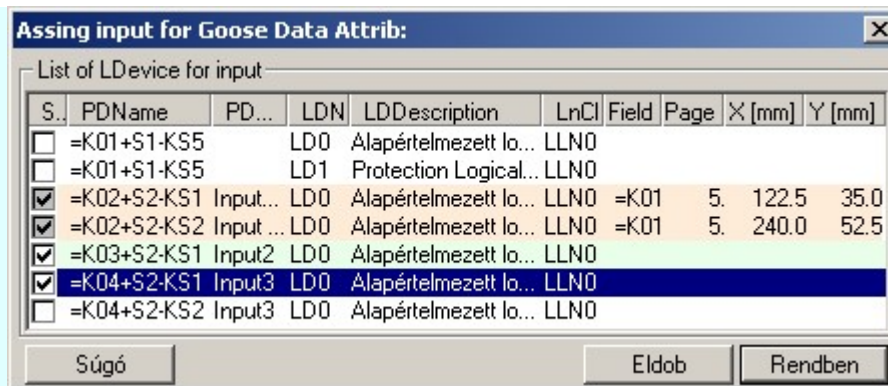 Assing input for Goose Data Attrib:
List of LDevice for input
S.. PDName PD... LDN LDDescription LnCl Field Page X [mm] Y [mm]
=K01+S1-KS5 LD0 Alapértelmezett lo... LLN0
=K01+S1-KS5 LD1 Protection Logical... LLN0
=K02+S2-KS1 Input... LD0 Alapértelmezett lo... LLN0 =K01 5. 122.5 35.0
=K02+S2-KS2 Input ... LD0 Alapértelmezett lo... LLN0 =K01 5. 240.0 52.5
=K03+S2-KS1 Input2 LD0 Alapértelmezett lo... LLN0
=K04+S2-KS1 Input3 LD0 Alapértelmezett lo... LLN0
=K04+S2-KS2 Input3 LD0 Alapértelmezett lo... LLN0
Súgó Eldob Rendben